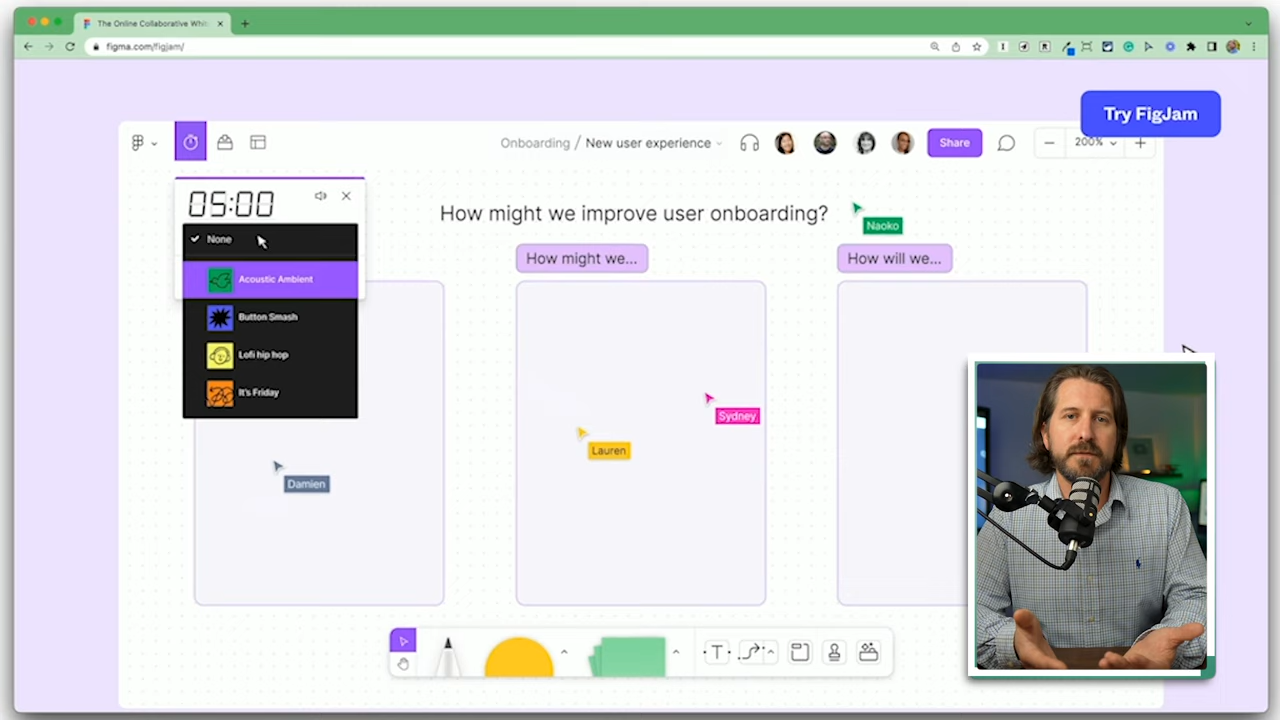 The Online Collaborative Whit
figma.com/figjam/
Try FigJam
Onboarding / New user experience
Share
200%
05:00
None
Acoustic Ambient
Button Smash
Lofi hip hop
It's Friday
How might we improve user onboarding?
Naoko
How might we...
How will we...
Sydney
Lauren
Damien
T